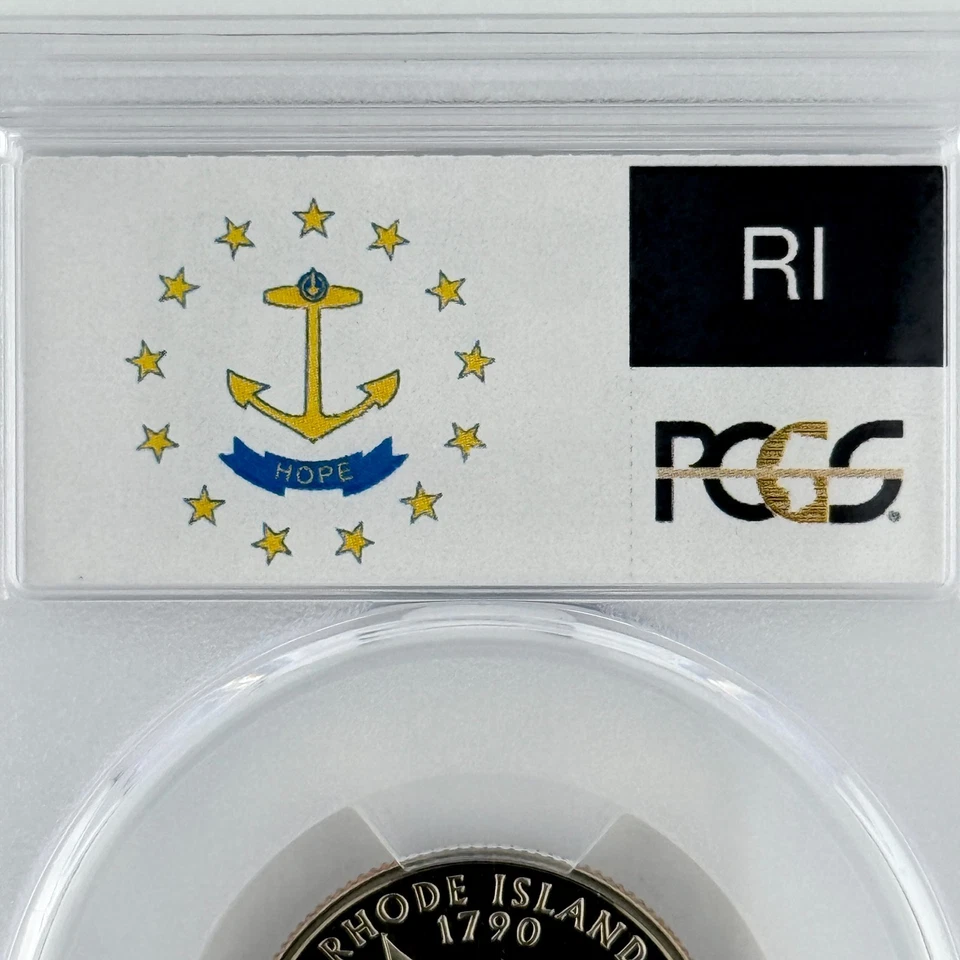 RI
HOPE
PCGS
RHODE ISLAND
1790